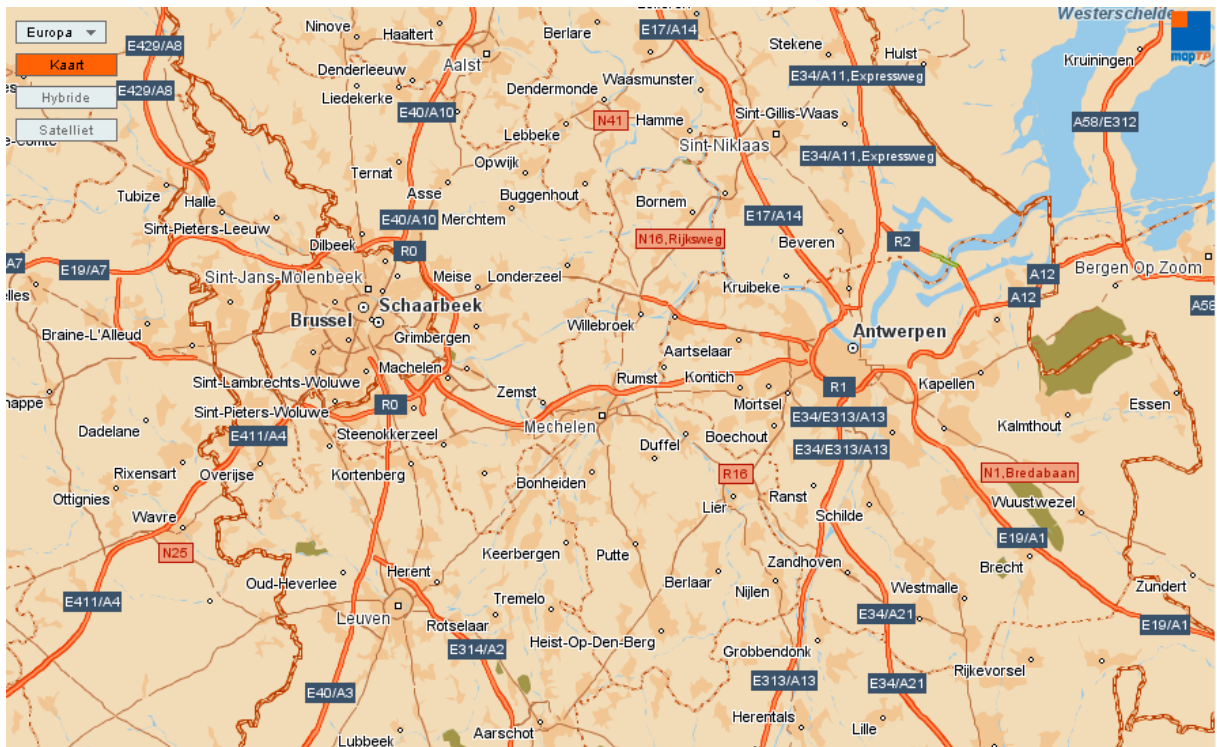 Westerschelde
Ninove
Haaltert
Berlare
E17/A14
Stekene
Hulst
Kruiningen
mapTP
Europa
E429/A8
Aalst
Kaart
Denderleeuw
Waasmunster
E34/A11,Expressweg
E429/A8
Liedekerke
Dendermonde
Hybride
E40/A10
Sint-Gillis-Waas
N41
Hamme
A58/E312
Satelliet
Lebbeke
Sint-Niklaas
E34/A11,Expressweg
Ternat
Opwijk
Tubize
Halle
Asse
Buggenhout
Bornem
E40/A10
Merchtem
E17/A14
Sint-Pieters-Leeuw
Dilbeek
R0
N16,Rijksweg
Beveren
R2
A7
E19/A7
Sint-Jans-Molenbeek
Meise
Londerzeel
Kruibeke
A12
Bergen Op Zoom
A12
Schaarbeek
Brussel
Willebroek
A58
Braine-L'Alleud
Grimbergen
Antwerpen
Aartselaar
Machelen
Sint-Lambrechts-Woluwe
Zemst
Rumst
Kontich
R1
Kapellen
Sint-Pieters-Woluwe
R0
Mortsel
Essen
Dadelane
E411/A4
Steenokkerzeel
Mechelen
Duffel
Boechout
E34/E313/A13
Kalmthout
E34/E313/A13
Rixensart
Overijse
Kortenberg
Bonheiden
R16
N1,Bredabaan
Ottignies
Wavre
Lier
Ranst
Schilde
Wuustwezel
N25
Keerbergen
Putte
E19/A1
Oud-Heverlee
Herent
Berlaar
Zandhoven
Brecht
Nijlen
Westmalle
Zundert
E411/A4
Tremelo
Leuven
Rotselaar
E34/A21
E19/A1
Heist-Op-Den-Berg
E314/A2
Grobbendonk
Rijkevorsel
E40/A3
E313/A13
E34/A21
Lubbeek
Aarschot
Herentals
Lille